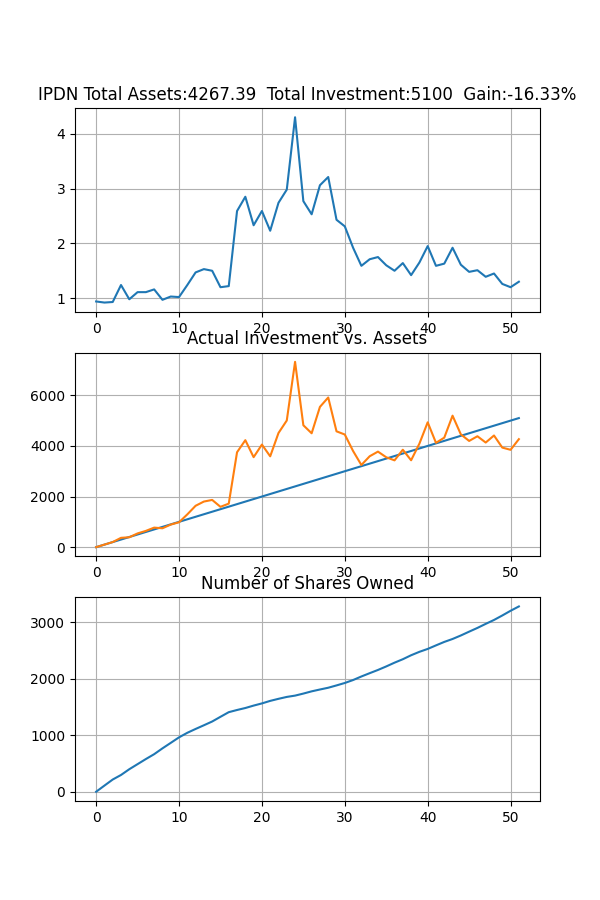 IPDN Total Assets:4267.39  Total Investment:5100  Gain:-16.33%
4
3
2
1
0 10 20 30 40 50
Actual Investment vs. Assets
6000
4000
2000
0
0 10 20 30 40 50
Number of Shares Owned
3000
2000
1000
0
0 10 20 30 40 50